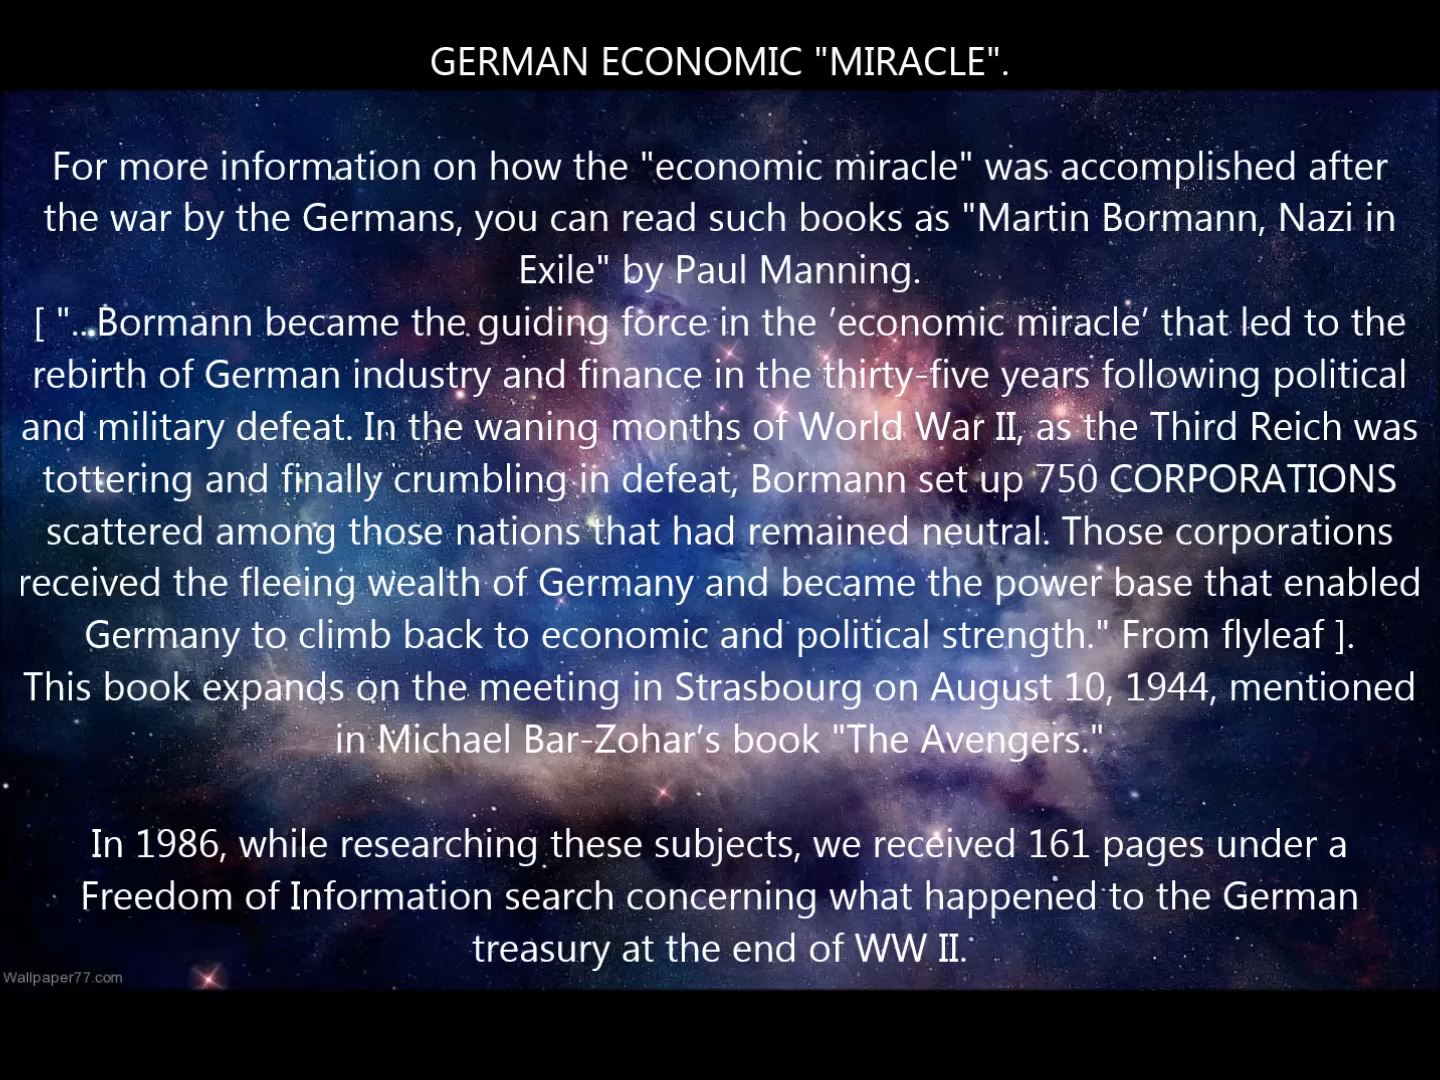 GERMAN ECONOMIC "MIRACLE".
For more information on how the "economic miracle" was accomplished after
the war by the Germans, you can read such books as "Martin Bormann, Nazi in
Exile" by Paul Manning.
[ "...Bormann became the guiding force in the ’economic miracle’ that led to the
rebirth of German industry and finance in the thirty-five years following political
and military defeat. In the waning months of World War II, as the Third Reich was
tottering and finally crumbling in defeat, Bormann set up 750 CORPORATIONS
scattered among those nations that had remained neutral. Those corporations
received the fleeing wealth of Germany and became the power base that enabled
Germany to climb back to economic and political strength." From flyleaf ].
This book expands on the meeting in Strasbourg on August 10, 1944, mentioned
in Michael Bar-Zohar’s book "The Avengers."
In 1986, while researching these subjects, we received 161 pages under a
Freedom of Information search concerning what happened to the German
treasury at the end of WW II.
Wallpaper77.com